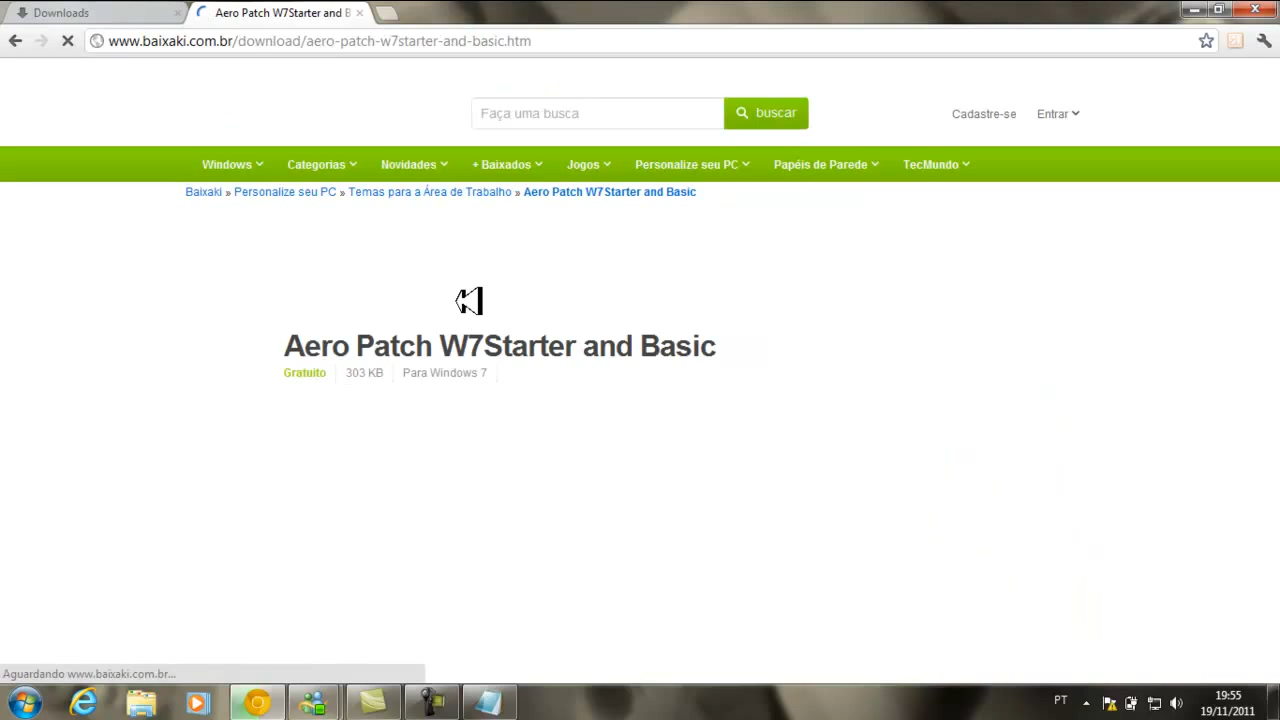 Downloads
Aero Patch W7Starter and B
www.baixaki.com.br/download/aero-patch-w7starter-and-basic.htm
Faça uma busca
buscar
Cadastre-se
Entrar
Windows
Categorias
Novidades
+ Baixados
Jogos
Personalize seu PC
Papéis de Parede
TecMundo
Baixaki » Personalize seu PC » Temas para a Área de Trabalho » Aero Patch W7Starter and Basic
Aero Patch W7Starter and Basic
Gratuito
303 KB
Para Windows 7
Aguardando www.baixaki.com.br...
PT
19:55
19/11/2011